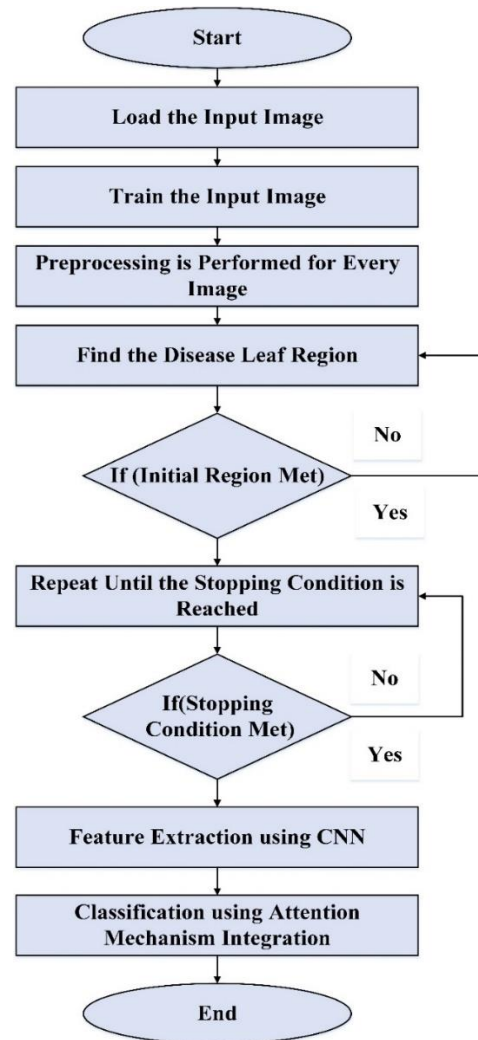 Start
Load the Input Image
Train the Input Image
Preprocessing is Performed for Every
Image
Find the Disease Leaf Region
No
If (Initial Region Met)
Yes
Repeat Until the Stopping Condition is
Reached
No
If(Stopping
Condition Met)
Yes
Feature Extraction using CNN
Classification using Attention
Mechanism Integration
End